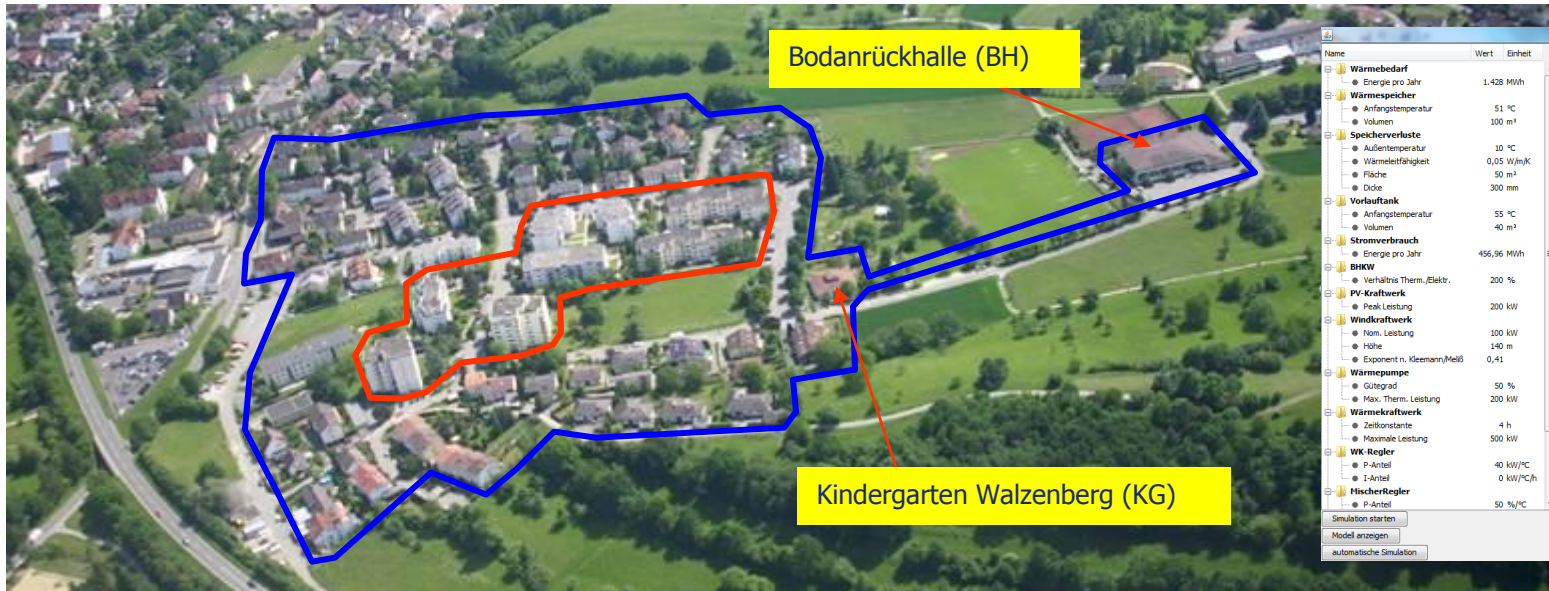 Bodanrückhalle (BH)
Kindergarten Walzenberg (KG)
Name Wert Einheit
Wärmebedarf
Energie pro Jahr 1.428 MWh
Wärmespeicher
Anfangstemperatur 51 °C
Volumen 100 m³
Speicherverluste
Außentemperatur 10 °C
Wärmeleitfähigkeit 0,05 W/m/K
Fläche 50 m²
Dicke 300 mm
Vorlauftank
Anfangstemperatur 55 °C
Volumen 40 m³
Stromverbrauch
Energie pro Jahr 456,96 MWh
BHKW
Verhältnis Therm./Elektr. 200 %
PV-Kraftwerk
Peak Leistung 200 kW
Windkraftwerk
Nom. Leistung 100 kW
Höhe 140 m
Exponent n. Kleemann/Meliß 0,41
Wärmepumpe
Gütegrad 50 %
Max. Therm. Leistung 200 kW
Wärmekraftwerk
Zeitkonstante 4 h
Maximale Leistung 500 kW
WK-Regler
P-Anteil 40 kW/°C
I-Anteil 0 kW/°C/h
MischerRegler
P-Anteil 50 %/°C
Simulation starten
Modell anzeigen
automatische Simulation